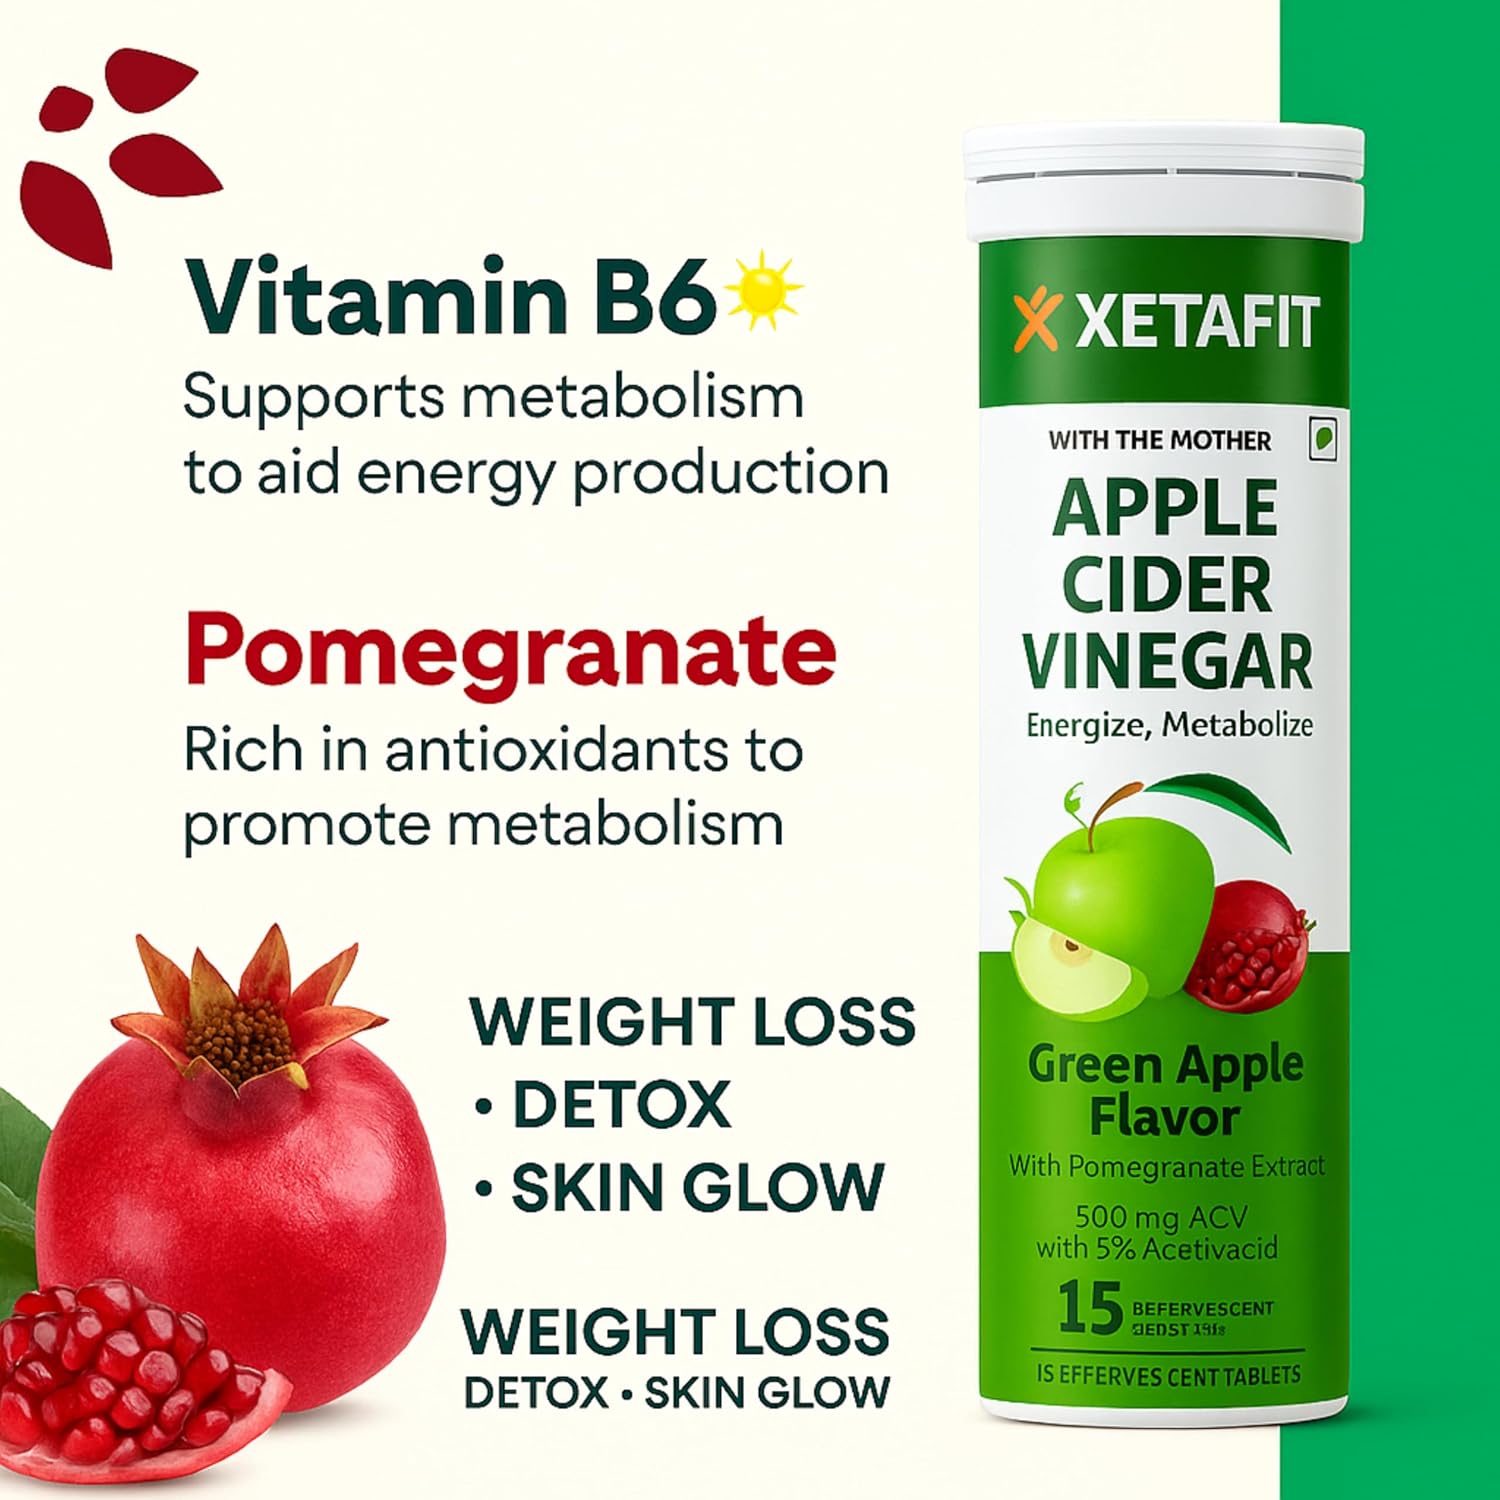 Vitamin B6
Supports metabolism
to aid energy production
Pomegranate
Rich in antioxidants to
promote metabolism
WEIGHT LOSS
• DETOX
• SKIN GLOW
WEIGHT LOSS
DETOX • SKIN GLOW
XETAFIT
WITH THE MOTHER
APPLE
CIDER
VINEGAR
Energize, Metabolize
Green Apple
Flavor
With Pomegranate Extract
500 mg ACV
with 5% Acetivacid
15 BEFERVESCENT
IS EFFERVES CENT TABLETS